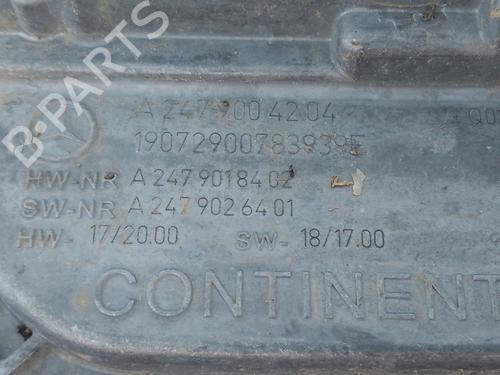 A 247 900 42 04
Q0
19072900783939E
HW-NR A 247 901 84 02
SW-NR A 247 902 64 01
HW- 17/20.00 SW- 18/17.00
CONTINENT
B-PARTS